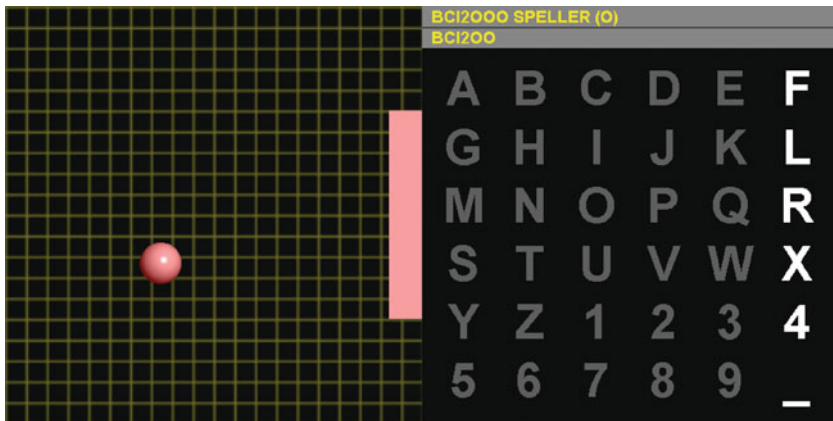 BCI2OOO SPELLER (O)
BCI2OO
A B C D E F
G H I J K L
M N O P Q R
S T U V W X
Y Z 1 2 3 4
5 6 7 8 9 _